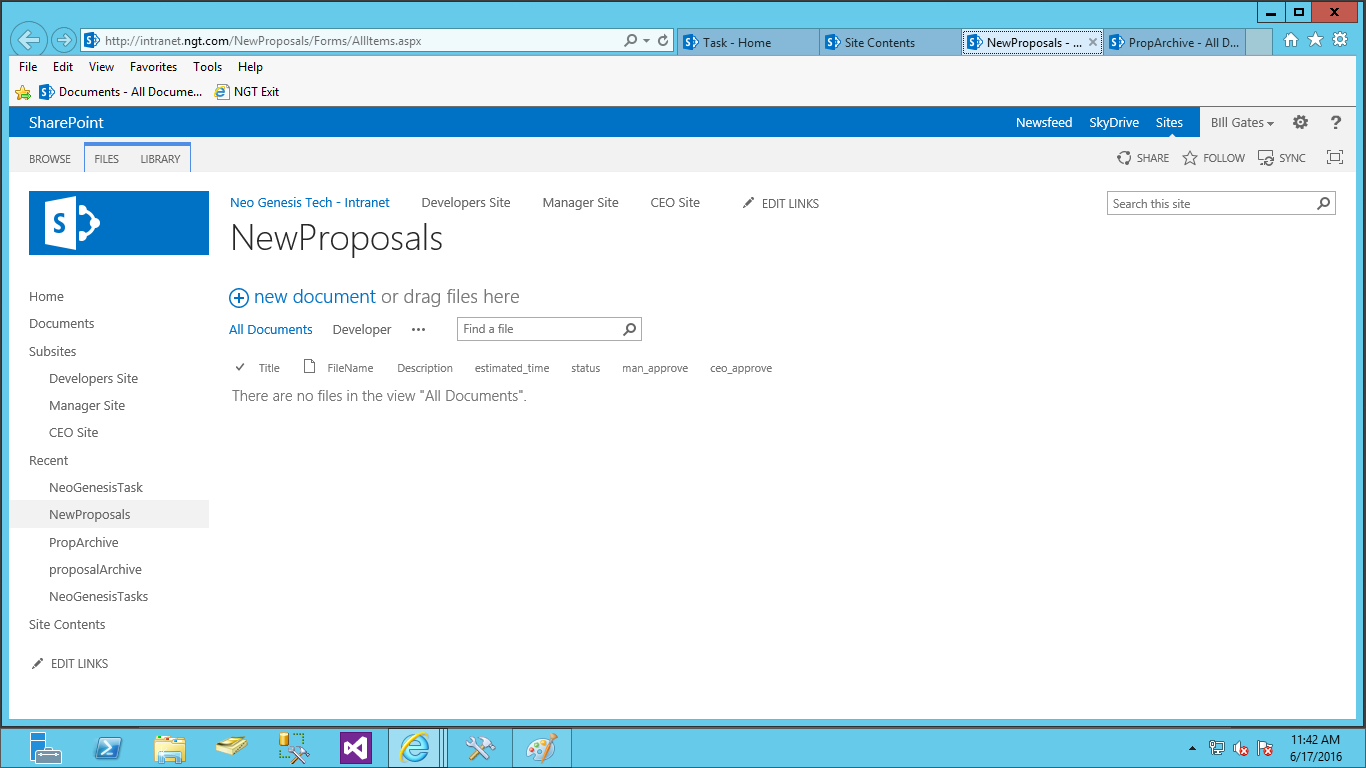 http://intranet.ngt.com/NewProposals/Forms/AllItems.aspx
Task - Home
Site Contents
NewProposals - ...
PropArchive - All D...
File Edit View Favorites Tools Help
Documents - All Docume... NGT Exit
SharePoint
Newsfeed SkyDrive Sites BIll Gates ?
BROWSE FILES LIBRARY
SHARE FOLLOW SYNC
S
Neo Genesis Tech - Intranet Developers Site Manager Site CEO Site EDIT LINKS
Search this site
NewProposals
Home
Documents
Subsites
Developers Site
Manager Site
CEO Site
Recent
NeoGenesisTask
NewProposals
PropArchive
proposalArchive
NeoGenesisTasks
Site Contents
EDIT LINKS
new document or drag files here
All Documents Developer ... Find a file
Title FileName Description estimated_time status man_approve ceo_approve
There are no files in the view "All Documents".
11:42 AM
6/17/2016